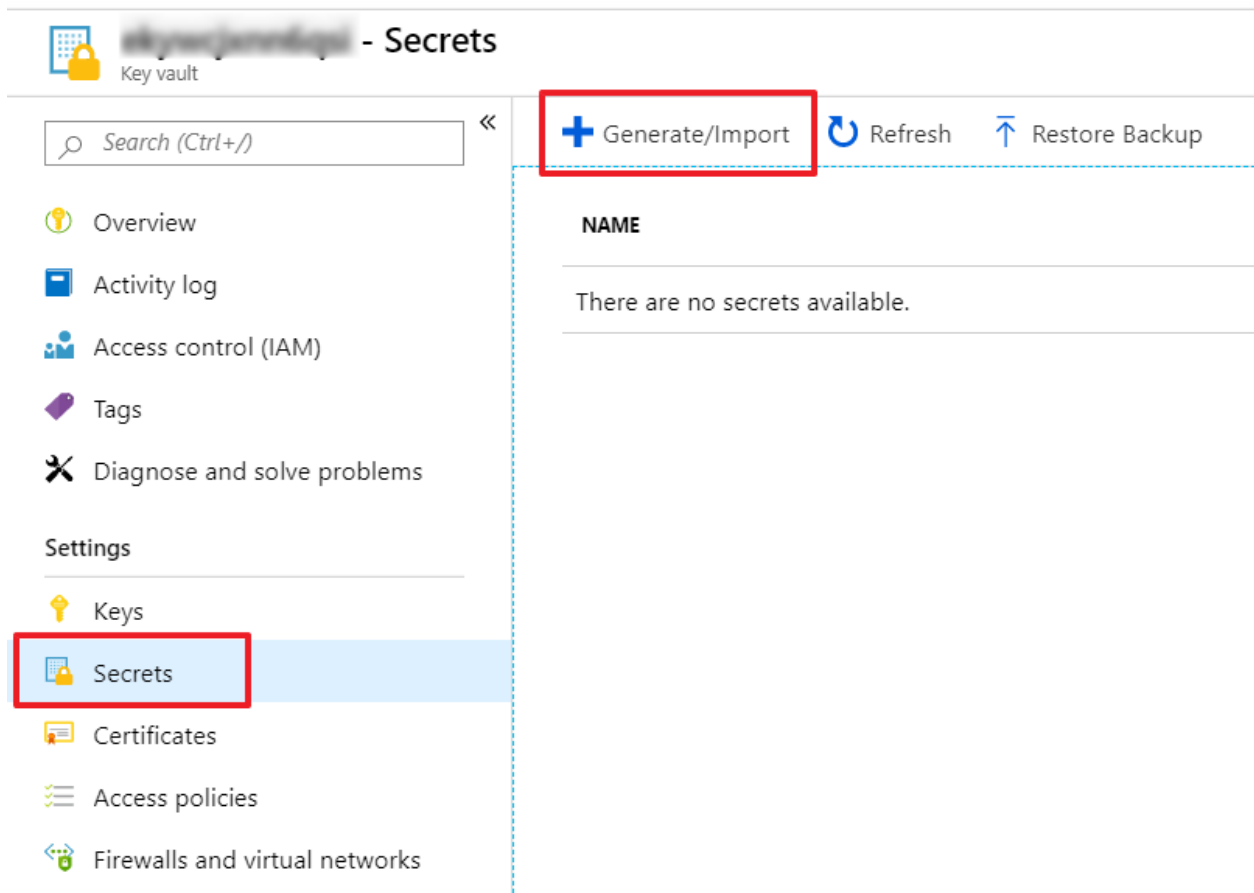 - Secrets
Key vault
Search (Ctrl+/)
«
Generate/Import
Refresh
Restore Backup
Overview
Activity log
Access control (IAM)
Tags
Diagnose and solve problems
Settings
Keys
Secrets
Certificates
Access policies
Firewalls and virtual networks
NAME
There are no secrets available.